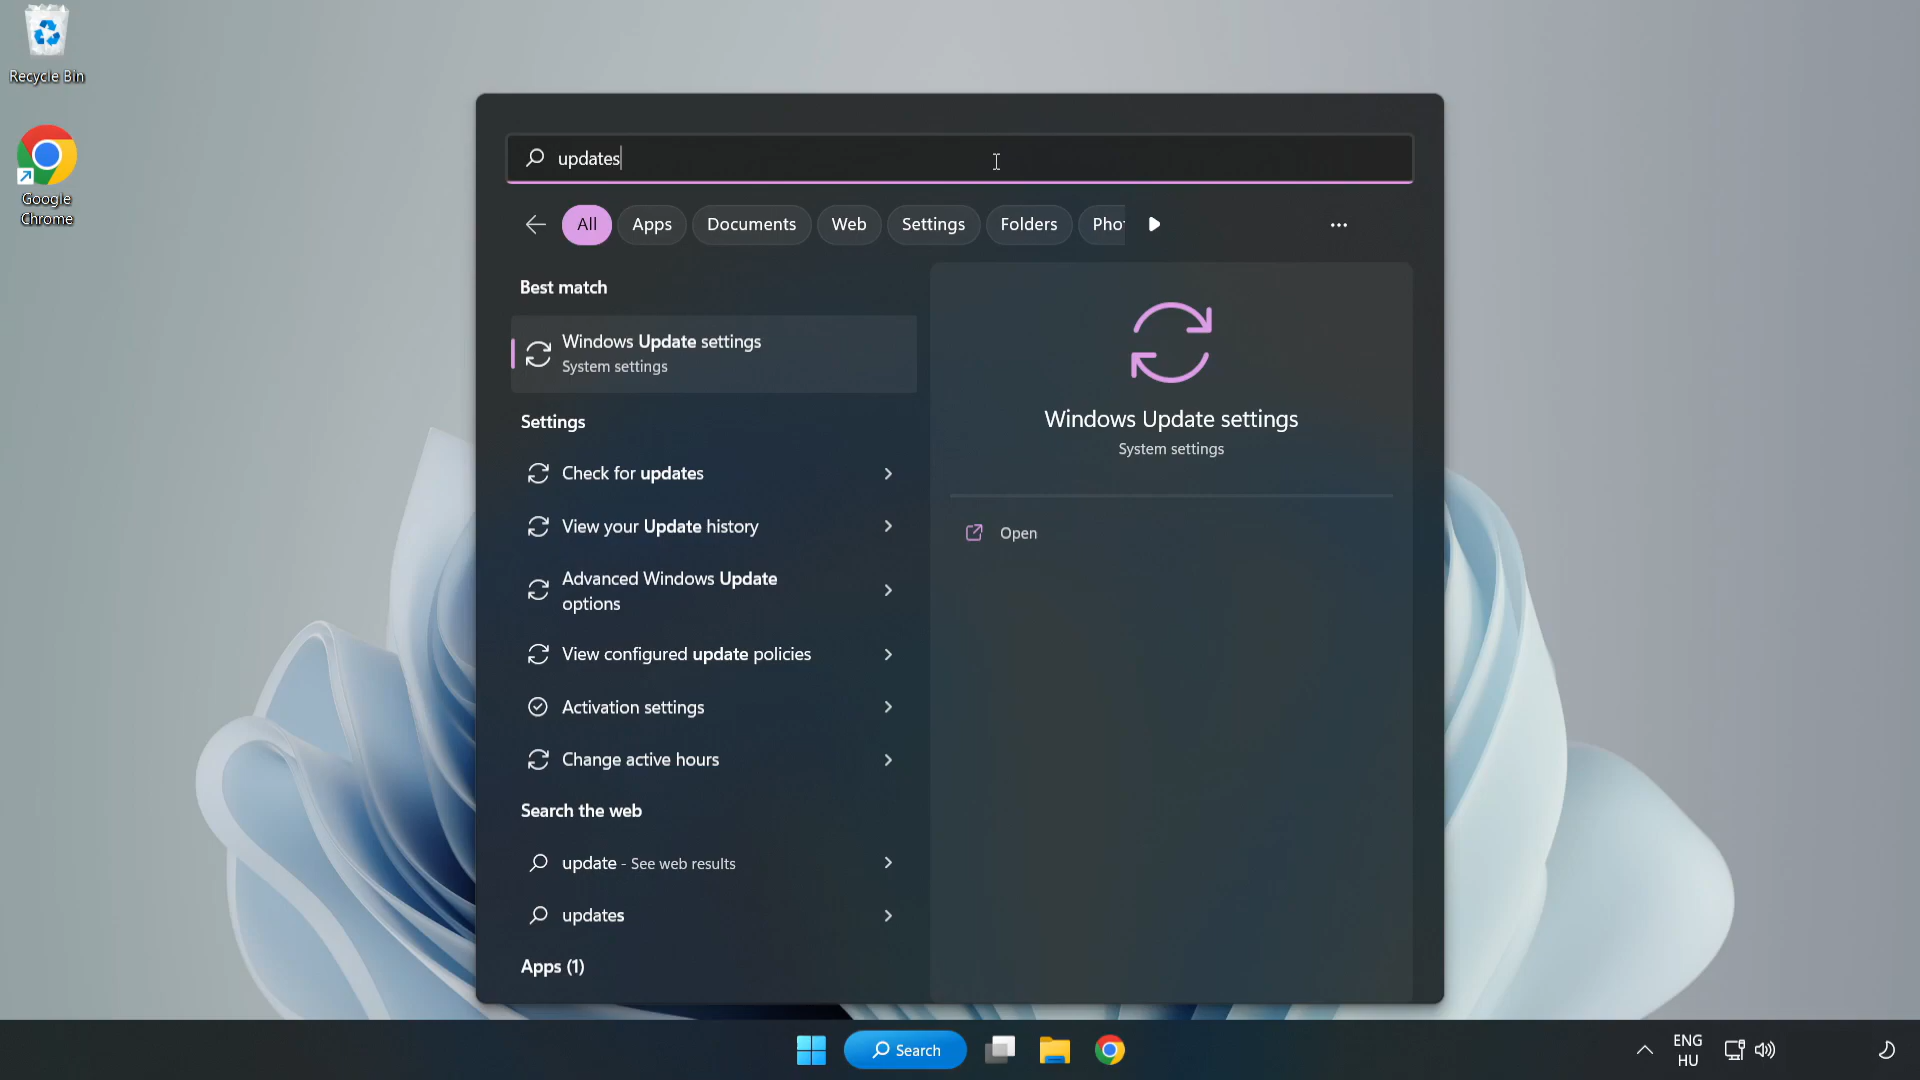 Recycle Bin
Google
Chrome
updates
All
Apps
Documents
Web
Settings
Folders
Pho
Best match
Windows Update settings
System settings
Settings
Check for updates
View your Update history
Advanced Windows Update
options
View configured update policies
Activation settings
Change active hours
Search the web
update - See web results
updates
Apps (1)
Windows Update settings
System settings
Open
Search
ENG
HU